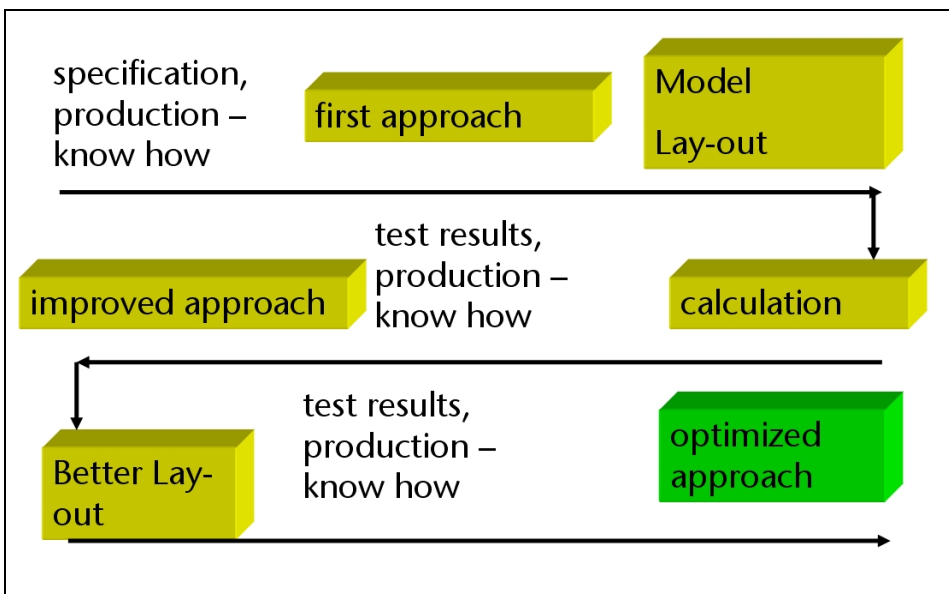 specification,
production –
know how
first approach
Model
Lay-out
improved approach
test results,
production –
know how
calculation
Better Lay-
out
test results,
production –
know how
optimized
approach